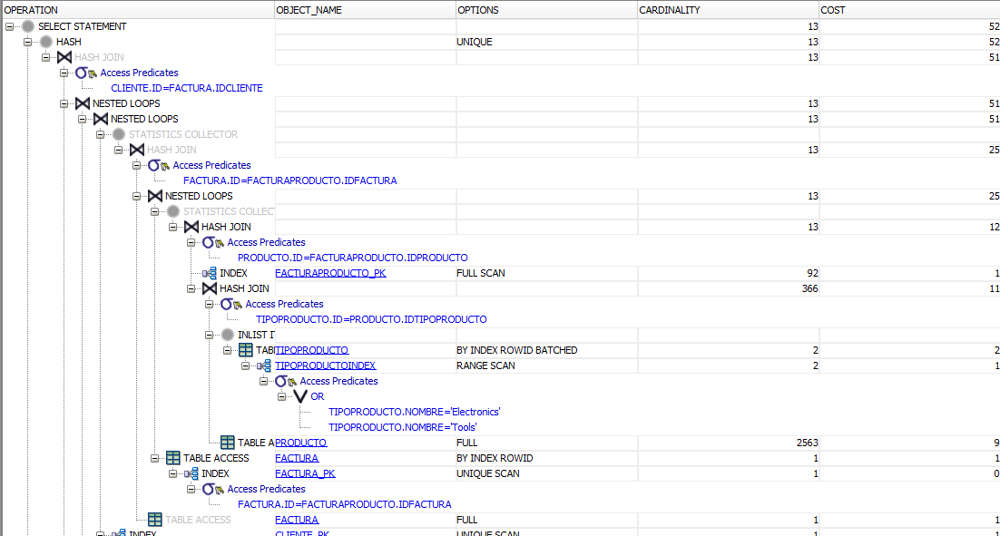 OPERATION OBJECT_NAME OPTIONS CARDINALITY COST
SELECT STATEMENT 13 52
HASH UNIQUE 13 52
HASH JOIN 13 51
Access Predicates
CLIENTE.ID=FACTURA.IDCLIENTE
NESTED LOOPS 13 51
NESTED LOOPS 13 51
STATISTICS COLLECTOR
HASH JOIN 13 25
Access Predicates
FACTURA.ID=FACTURAPRODUCTO.IDFACTURA
NESTED LOOPS 13 25
STATISTICS COLLEC
HASH JOIN 13 12
Access Predicates
PRODUCTO.ID=FACTURAPRODUCTO.IDPRODUCTO
INDEX FACTURAPRODUCTO_PK FULL SCAN 92 1
HASH JOIN 366 11
Access Predicates
TIPOPRODUCTO.ID=PRODUCTO.IDTIPOPRODUCTO
INLIST IT
TABI TIPOPRODUCTO BY INDEX ROWID BATCHED 2 2
TIPOPRODUCTOINDEX RANGE SCAN 2 1
Access Predicates
OR
TIPOPRODUCTO.NOMBRE='Electronics'
TIPOPRODUCTO.NOMBRE='Tools'
TABLE A PRODUCTO FULL 2563 9
TABLE ACCESS FACTURA BY INDEX ROWID 1 1
INDEX FACTURA_PK UNIQUE SCAN 1 0
Access Predicates
FACTURA.ID=FACTURAPRODUCTO.IDFACTURA
TABLE ACCESS FACTURA FULL 1 1
INDEX CLIENTE_PK UNIQUE SCAN 1 1